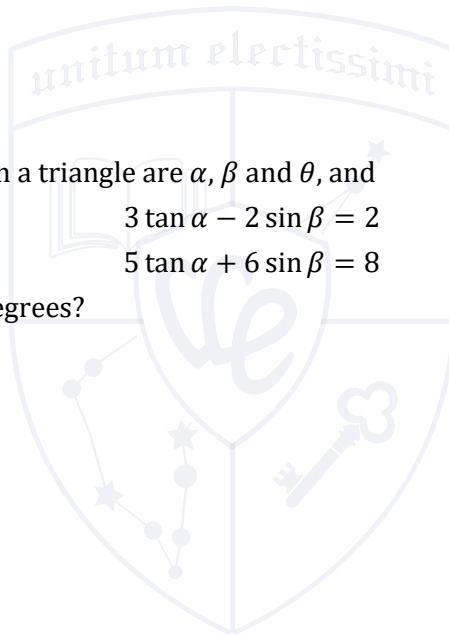 unitum electissimi
n a triangle are α, β and θ, and
3 tan α − 2 sin β = 2
5 tan α + 6 sin β = 8
egrees?